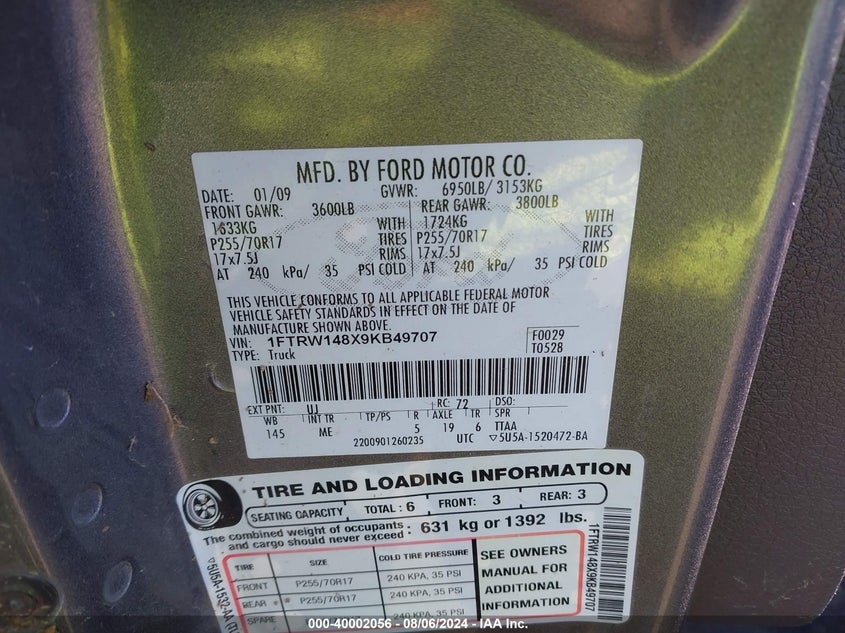 MFD. BY FORD MOTOR CO.
DATE: 01/09 GVWR: 6950LB/ 3153KG
FRONT GAWR: 3600LB REAR GAWR: 3800LB
1633KG WITH 1724KG WITH
P255/70R17 TIRES P255/70R17 TIRES
17x7.5J RIMS 17x7.5J RIMS
AT 240 kPa/ 35 PSI COLD AT 240 kPa/ 35 PSI COLD
THIS VEHICLE CONFORMS TO ALL APPLICABLE FEDERAL MOTOR
VEHICLE SAFETY STANDARDS IN EFFECT ON THE DATE OF
MANUFACTURE SHOWN ABOVE.
VIN: 1FTRW148X9KB49707 F0029
TYPE: Truck T0528
EXT PNT: UJ RC: 72 DSO:
WB INT TR TP/PS R AXLE TR SPR
145 ME 5 19 6 TTAA
2200901260235 UTC ▽5U5A-1520472-BA
TIRE AND LOADING INFORMATION
SEATING CAPACITY TOTAL: 6 FRONT: 3 REAR: 3
The combined weight of occupants
and cargo should never exceed: 631 kg or 1392 lbs.
TIRE SIZE COLD TIRE PRESSURE
FRONT P255/70R17 240 KPA, 35 PSI
REAR P255/70R17 240 KPA, 35 PSI
SPARE 240 KPA, 35 PSI
SEE OWNERS
MANUAL FOR
ADDITIONAL
INFORMATION
1FTRW148X9KB49707
▽5U5A-1532-AA
000-40002056 - 08/06/2024 - IAA Inc.